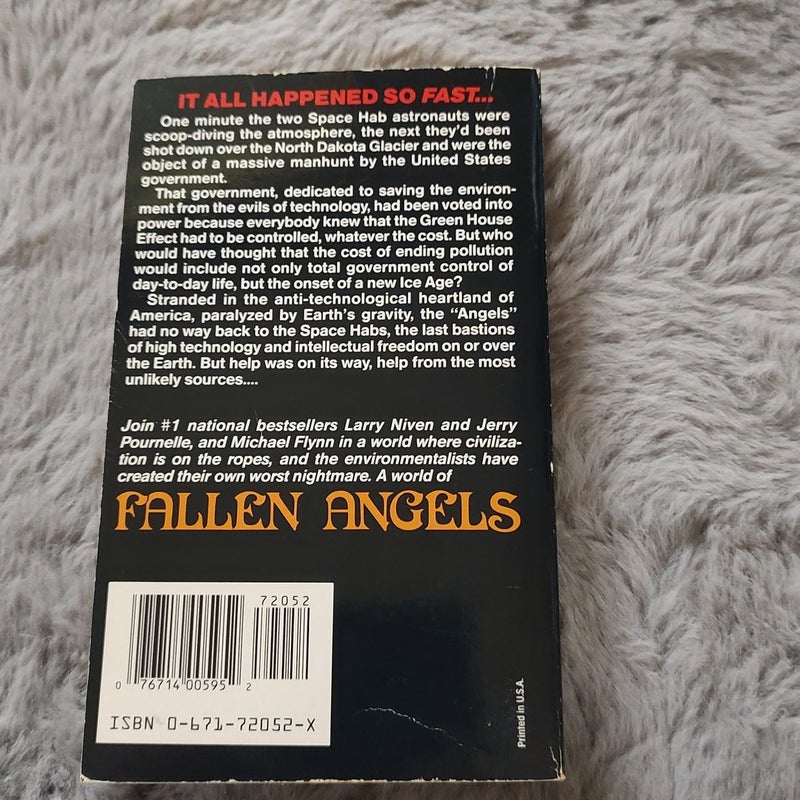 IT ALL HAPPENED SO FAST...
One minute the two Space Hab astronauts were
scoop-diving the atmosphere, the next they'd been
shot down over the North Dakota Glacier and were the
object of a massive manhunt by the United States
government.
That government, dedicated to saving the environ-
ment from the evils of technology, had been voted into
power because everybody knew that the Green House
Effect had to be controlled, whatever the cost. But who
would have thought that the cost of ending pollution
would include not only total government control of
day-to-day life, but the onset of a new Ice Age?
Stranded in the anti-technological heartland of
America, paralyzed by Earth's gravity, the "Angels"
had no way back to the Space Habs, the last bastions
of high technology and intellectual freedom on or over
the Earth. But help was on its way, help from the most
unlikely sources....
Join #1 national bestsellers Larry Niven and Jerry
Pournelle, and Michael Flynn in a world where civiliza-
tion is on the ropes, and the environmentalists have
created their own worst nightmare. A world of
FALLEN ANGELS
72052
0 76714 00595 2
ISBN 0-671-72052-X
Printed in U.S.A.